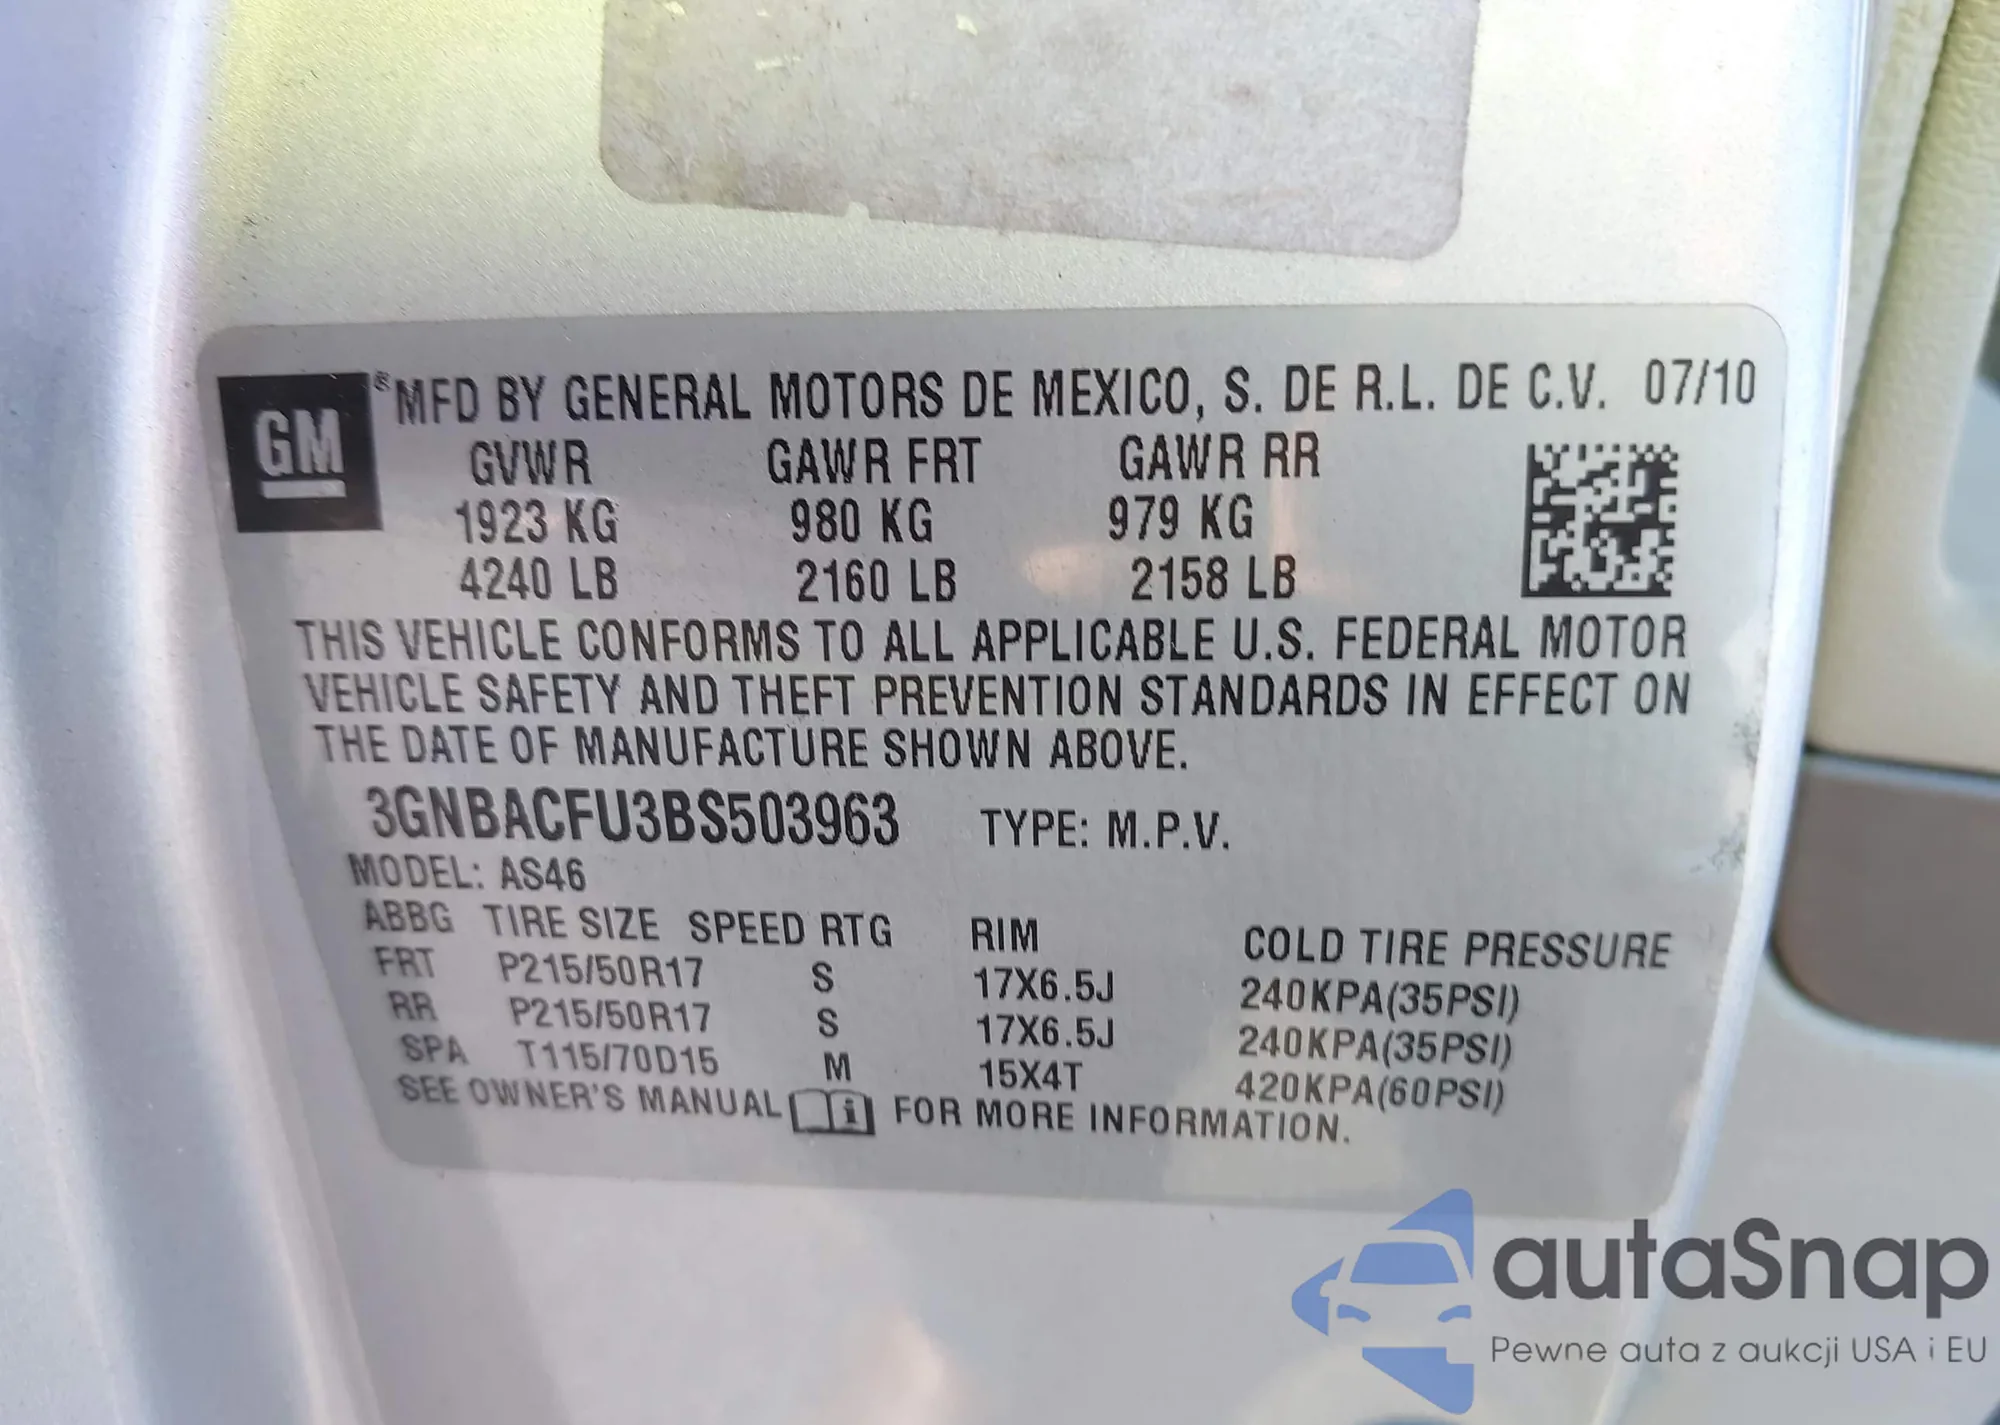 GM ® MFD BY GENERAL MOTORS DE MEXICO, S. DE R.L. DE C.V. 07/10
GVWR GAWR FRT GAWR RR
1923 KG 980 KG 979 KG
4240 LB 2160 LB 2158 LB
THIS VEHICLE CONFORMS TO ALL APPLICABLE U.S. FEDERAL MOTOR
VEHICLE SAFETY AND THEFT PREVENTION STANDARDS IN EFFECT ON
THE DATE OF MANUFACTURE SHOWN ABOVE.
3GNBACFU3BS503963 TYPE: M.P.V.
MODEL: AS46
ABBG TIRE SIZE SPEED RTG RIM COLD TIRE PRESSURE
FRT P215/50R17 S 17X6.5J 240KPA(35PSI)
RR P215/50R17 S 17X6.5J 240KPA(35PSI)
SPA T115/70D15 M 15X4T 420KPA(60PSI)
SEE OWNER'S MANUAL i FOR MORE INFORMATION.
autaSnap
Pewne auta z aukcji USA i EU